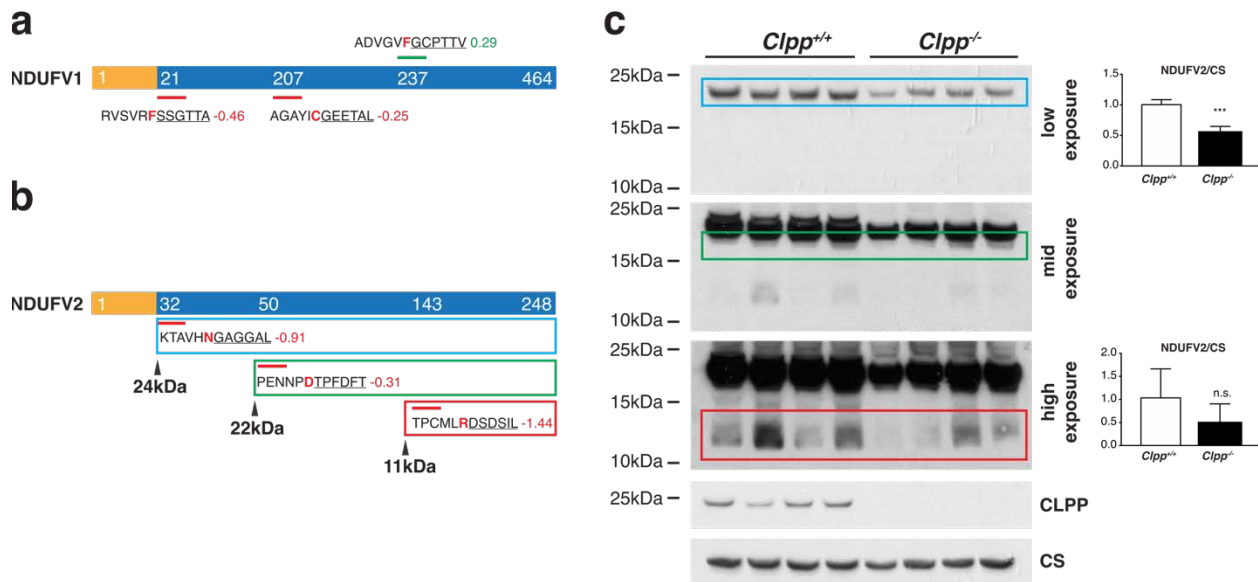 a
ADVGVFGCPTTV 0.29
NDUFV1 1 21 207 237 464
RVSVRFSSGTTA -0.46 AGAYICGEETAL -0.25
b
NDUFV2 1 32 50 143 248
KTAVHNGAGGAL -0.91
24kDa
PENNPDTPFDFT -0.31
22kDa
TPCMLRDSDSIL -1.44
11kDa
c
Clpp+/+ Clpp-/-
25kDa
15kDa
10kDa
low
exposure
NDUFV2/CS
1.5
1.0
0.5
0.0
***
Clpp+/+ Clpp-/-
25kDa
15kDa
10kDa
mid
exposure
25kDa
15kDa
10kDa
high
exposure
NDUFV2/CS
2.0
1.5
1.0
0.5
0.0
n.s.
Clpp+/+ Clpp-/-
25kDa
CLPP
CS